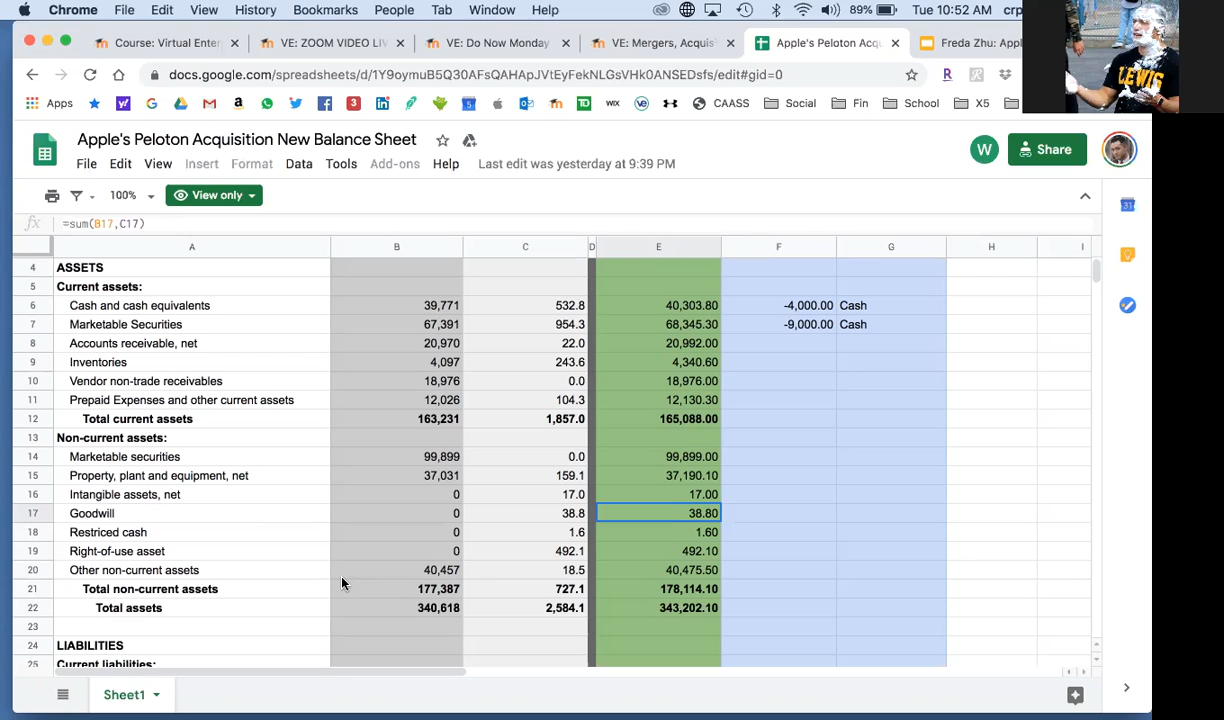 Chrome File Edit View History Bookmarks People Tab Window Help 89% Tue 10:52 AM crp
Course: Virtual Enter × VE: ZOOM VIDEO L × VE: Do Now Monday × VE: Mergers, Acquis × Apple's Peloton Acqu × Freda Zhu: App
docs.google.com/spreadsheets/d/1Y9oymuB5Q30AFsQAHApJVtEyFekNLGsVHk0ANSEDsfs/edit#gid=0
Apps CAASS Social Fin School X5
LEWIS
Apple's Peloton Acquisition New Balance Sheet
File Edit View Insert Format Data Tools Add-ons Help Last edit was yesterday at 9:39 PM
W Share
100% View only
fx =sum(B17,C17)
A B C D E F G H I
4 ASSETS
5 Current assets:
6 Cash and cash equivalents 39,771 532.8 40,303.80 -4,000.00 Cash
7 Marketable Securities 67,391 954.3 68,345.30 -9,000.00 Cash
8 Accounts receivable, net 20,970 22.0 20,992.00
9 Inventories 4,097 243.6 4,340.60
10 Vendor non-trade receivables 18,976 0.0 18,976.00
11 Prepaid Expenses and other current assets 12,026 104.3 12,130.30
12 Total current assets 163,231 1,857.0 165,088.00
13 Non-current assets:
14 Marketable securities 99,899 0.0 99,899.00
15 Property, plant and equipment, net 37,031 159.1 37,190.10
16 Intangible assets, net 0 17.0 17.00
17 Goodwill 0 38.8 38.80
18 Restriced cash 0 1.6 1.60
19 Right-of-use asset 0 492.1 492.10
20 Other non-current assets 40,457 18.5 40,475.50
21 Total non-current assets 177,387 727.1 178,114.10
22 Total assets 340,618 2,584.1 343,202.10
23
24 LIABILITIES
25 Current liabilities:
Sheet1